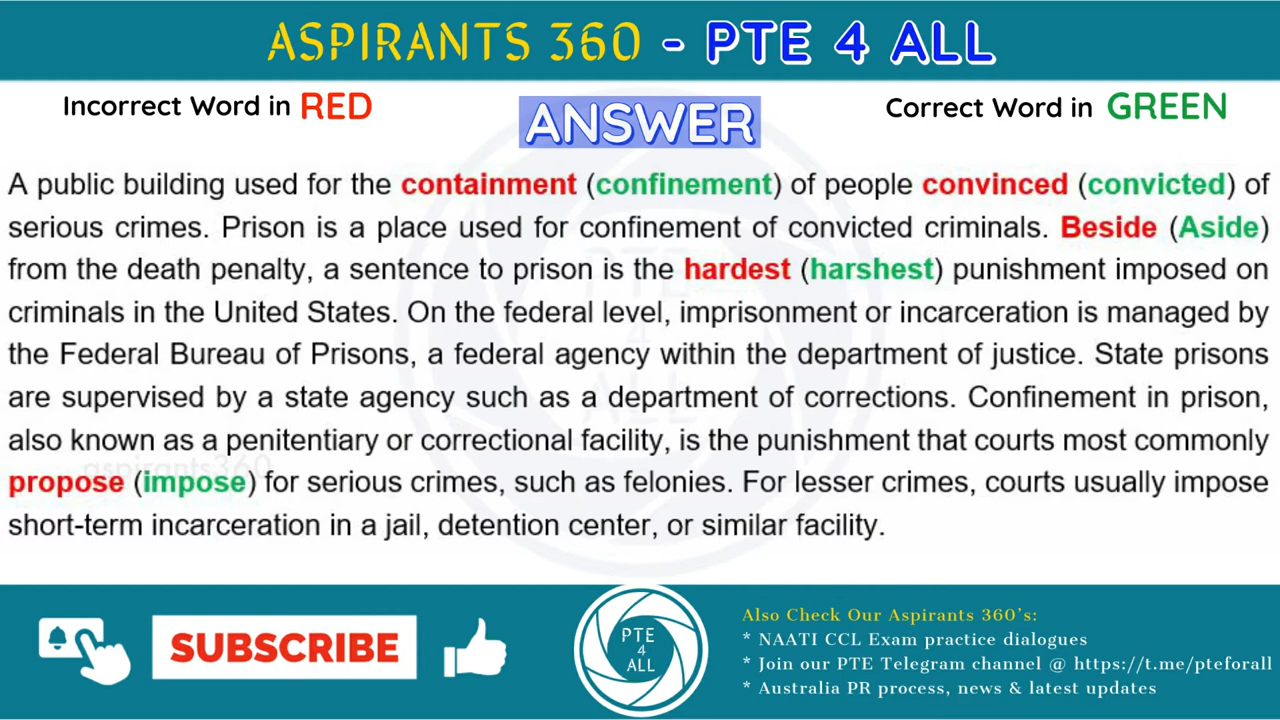 ASPIRANTS 360 - PTE 4 ALL
Incorrect Word in RED
ANSWER
Correct Word in GREEN
A public building used for the containment (confinement) of people convinced (convicted) of
serious crimes. Prison is a place used for confinement of convicted criminals. Beside (Aside)
from the death penalty, a sentence to prison is the hardest (harshest) punishment imposed on
criminals in the United States. On the federal level, imprisonment or incarceration is managed by
the Federal Bureau of Prisons, a federal agency within the department of justice. State prisons
are supervised by a state agency such as a department of corrections. Confinement in prison,
also known as a penitentiary or correctional facility, is the punishment that courts most commonly
aspirants360
propose (impose) for serious crimes, such as felonies. For lesser crimes, courts usually impose
short-term incarceration in a jail, detention center, or similar facility.
PTE
4
ALL
SUBSCRIBE
PTE
4
ALL
Also Check Our Aspirants 360's:
* NAATI CCL Exam practice dialogues
* Join our PTE Telegram channel @ https://t.me/pteforall
* Australia PR process, news & latest updates